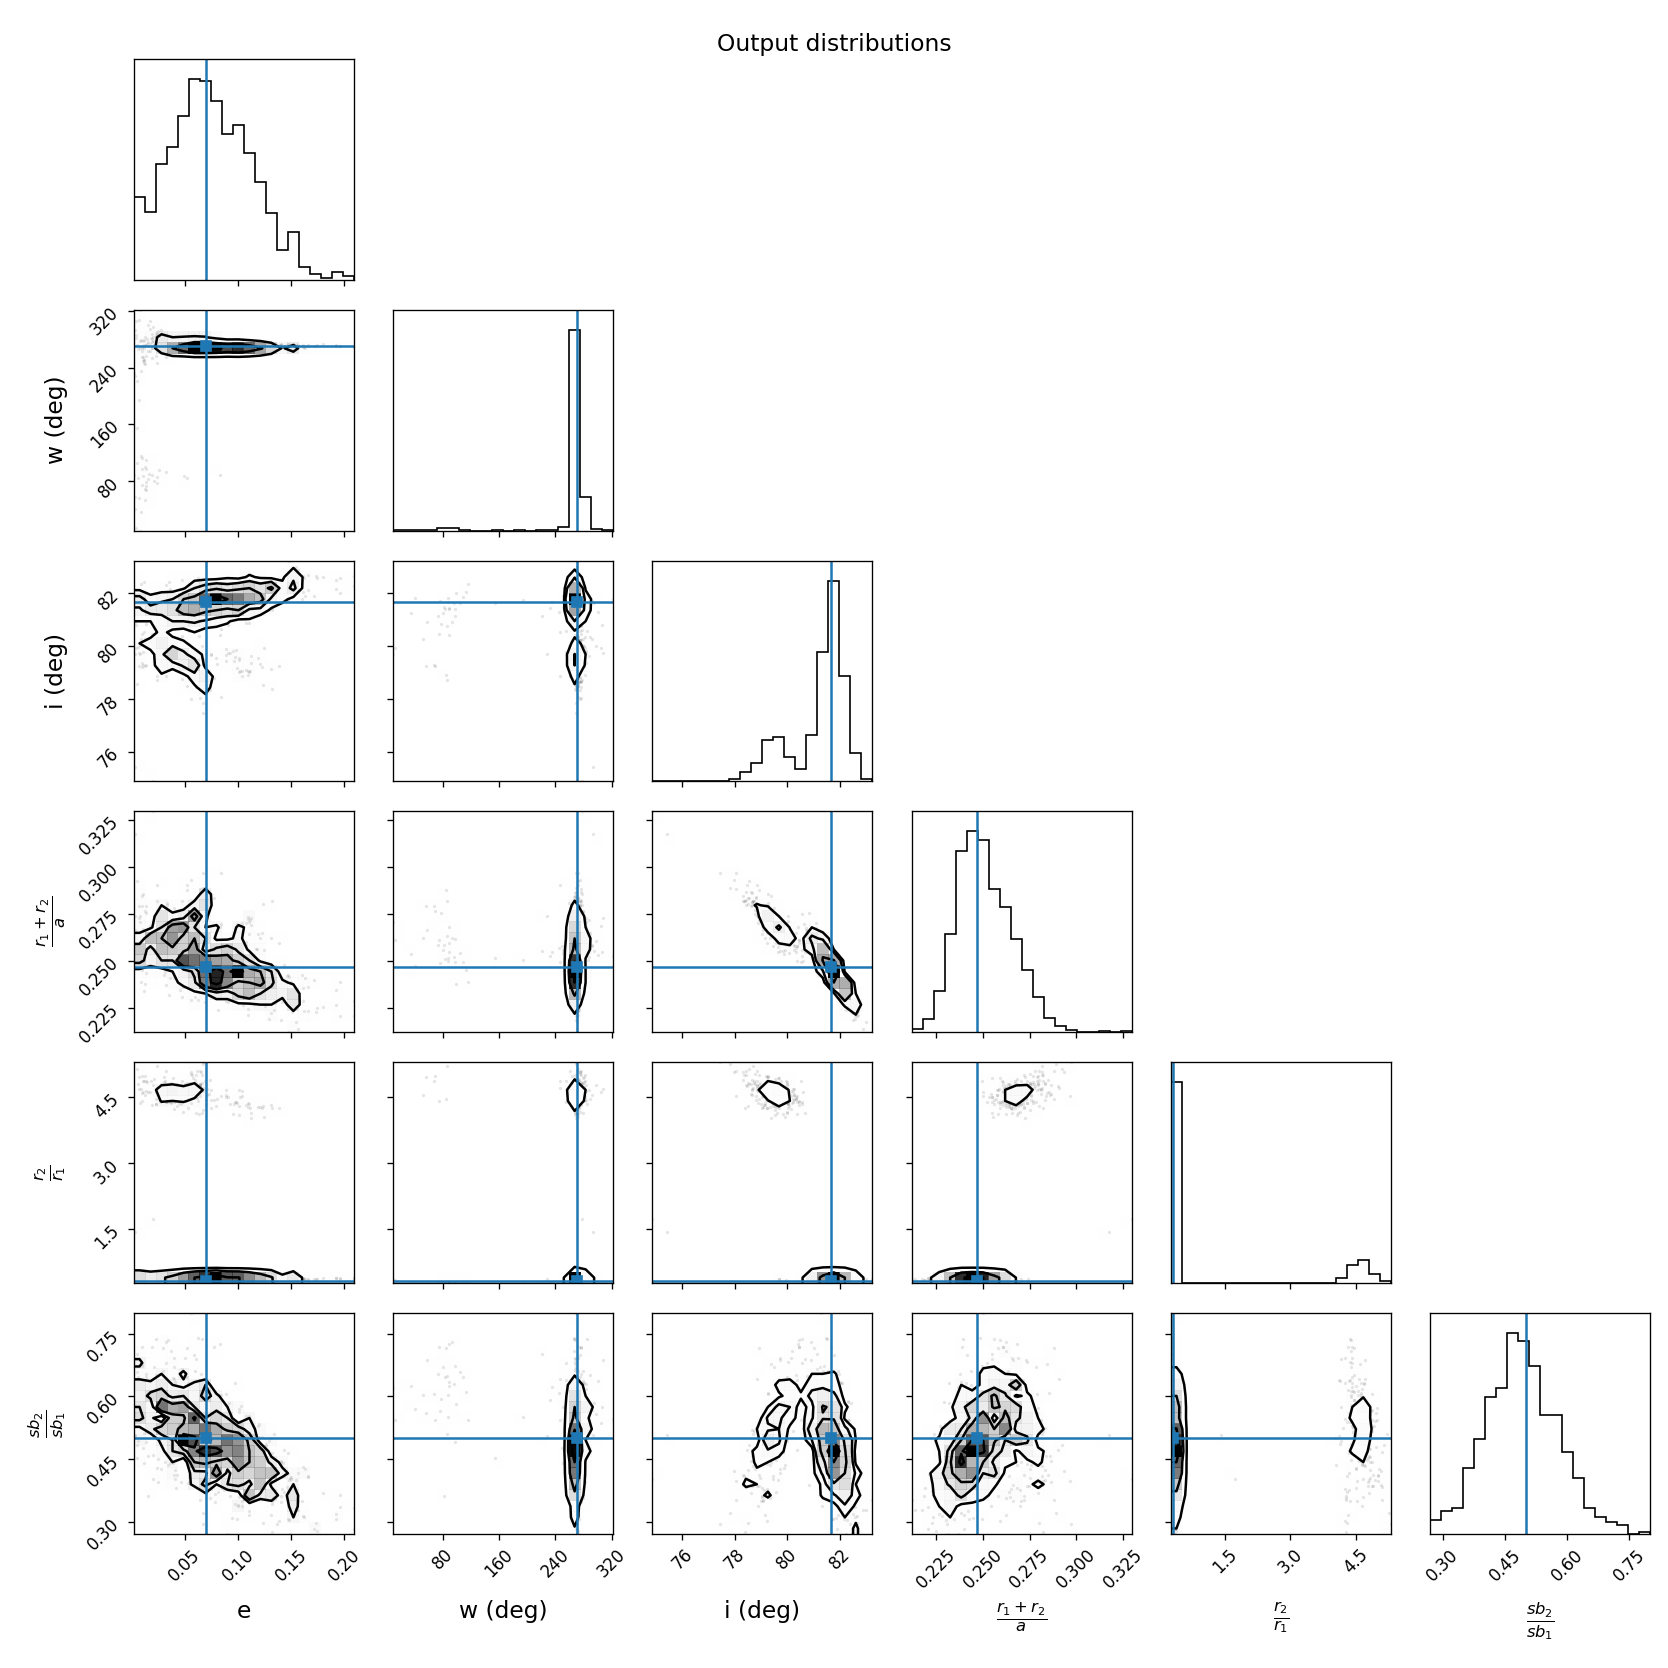 Output distributions
320
240
160
80
w (deg)
82
80
78
76
i (deg)
0.325
0.300
0.275
0.250
0.225
r₁ + r₂
a
4.5
3.0
1.5
r₂
r₁
0.75
0.60
0.45
0.30
sb₂
sb₁
0.05 0.10 0.15 0.20 80 160 240 320 76 78 80 82 0.225 0.250 0.275 0.300 0.325 1.5 3.0 4.5 0.30 0.45 0.60 0.75
e w (deg) i (deg) r₁ + r₂ r₂ sb₂
a r₁ sb₁